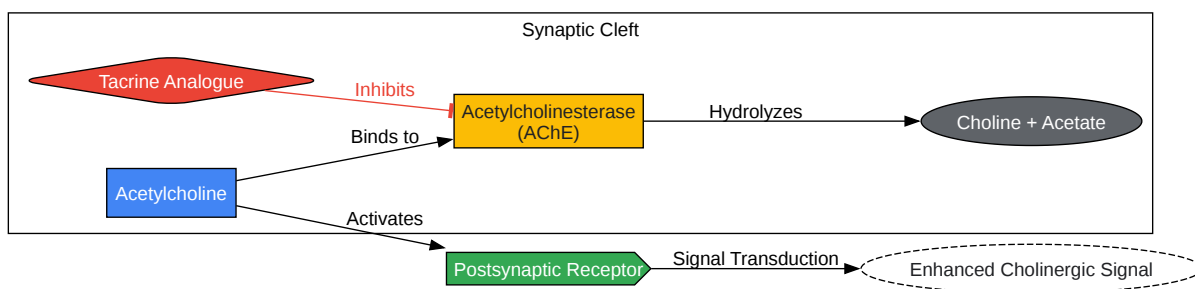 Synaptic Cleft
Tacrine Analogue
Inhibits
Acetylcholinesterase
(AChE)
Hydrolyzes
Choline + Acetate
Binds to
Acetylcholine
Activates
Postsynaptic Receptor
Signal Transduction
Enhanced Cholinergic Signal